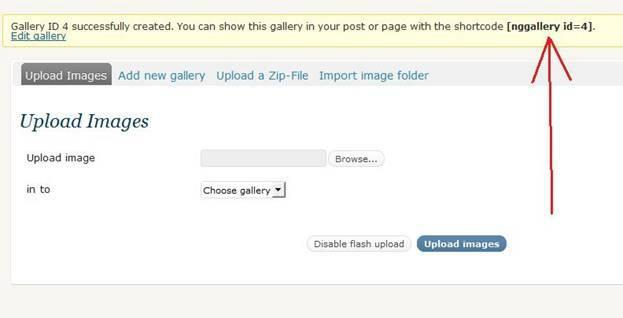 Gallery ID 4 successfully created. You can show this gallery in your post or page with the shortcode [nggallery id=4].
Edit gallery
Upload Images Add new gallery Upload a Zip-File Import image folder
Upload Images
Upload image Browse...
in to Choose gallery
Disable flash upload Upload images